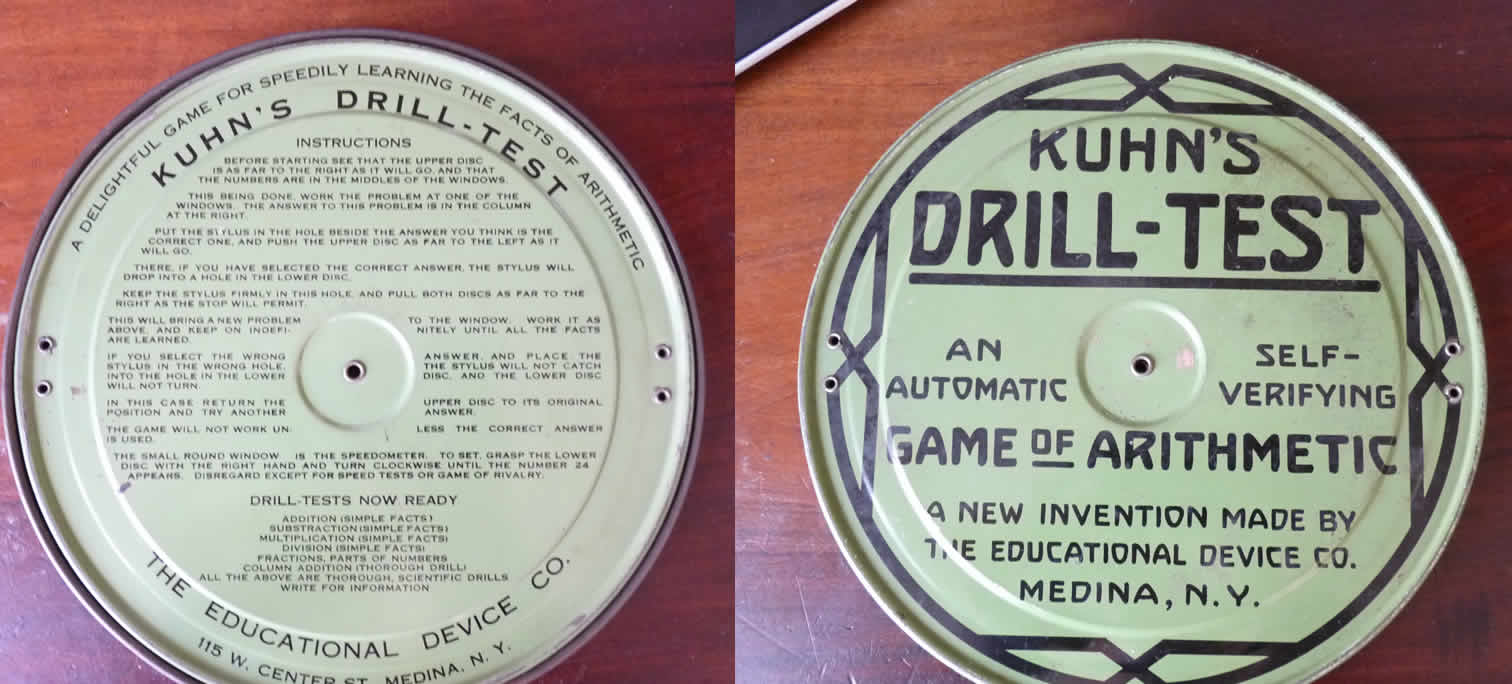 A DELIGHTFUL GAME FOR SPEEDILY LEARNING THE FACTS OF ARITHMETIC
KUHN'S DRILL-TEST
INSTRUCTIONS
BEFORE STARTING SEE THAT THE UPPER DISC
IS AS FAR TO THE RIGHT AS IT WILL GO, AND THAT
THE NUMBERS ARE IN THE MIDDLES OF THE WINDOWS.
THIS BEING DONE, WORK THE PROBLEM AT ONE OF THE
WINDOWS. THE ANSWER TO THIS PROBLEM IS IN THE COLUMN
AT THE RIGHT.
PUT THE STYLUS IN THE HOLE BESIDE THE ANSWER YOU THINK IS THE
CORRECT ONE, AND PUSH THE UPPER DISC AS FAR TO THE LEFT AS IT
WILL GO.
THERE, IF YOU HAVE SELECTED THE CORRECT ANSWER, THE STYLUS WILL
DROP INTO A HOLE IN THE LOWER DISC.
KEEP THE STYLUS FIRMLY IN THIS HOLE, AND PULL BOTH DISCS AS FAR TO THE
RIGHT AS THE STOP WILL PERMIT.
THIS WILL BRING A NEW PROBLEM TO THE WINDOW. WORK IT AS
ABOVE, AND KEEP ON INDEFI- NITELY UNTIL ALL THE FACTS
ARE LEARNED.
IF YOU SELECT THE WRONG ANSWER, AND PLACE THE
STYLUS IN THE WRONG HOLE, THE STYLUS WILL NOT CATCH
INTO THE HOLE IN THE LOWER DISC, AND THE LOWER DISC
WILL NOT TURN.
IN THIS CASE RETURN THE UPPER DISC TO ITS ORIGINAL
POSITION AND TRY ANOTHER ANSWER.
THE GAME WILL NOT WORK UN: LESS THE CORRECT ANSWER
IS USED.
THE SMALL ROUND WINDOW IS THE SPEEDOMETER. TO SET, GRASP THE LOWER
DISC WITH THE RIGHT HAND AND TURN CLOCKWISE UNTIL THE NUMBER 24
APPEARS. DISREGARD EXCEPT FOR SPEED TESTS OR GAME OF RIVALRY.
DRILL-TESTS NOW READY
ADDITION (SIMPLE FACTS)
SUBSTRACTION (SIMPLE FACTS)
MULTIPLICATION (SIMPLE FACTS)
DIVISION (SIMPLE FACTS)
FRACTIONS, PARTS OF NUMBERS
COLUMN ADDITION (THOROUGH DRILL)
ALL THE ABOVE ARE THOROUGH, SCIENTIFIC DRILLS
WRITE FOR INFORMATION
THE EDUCATIONAL DEVICE CO.
115 W. CENTER ST. MEDINA, N. Y.
KUHN'S
DRILL-TEST
AN AUTOMATIC
SELF-VERIFYING
GAME OF ARITHMETIC
A NEW INVENTION MADE BY
THE EDUCATIONAL DEVICE CO.
MEDINA, N.Y.